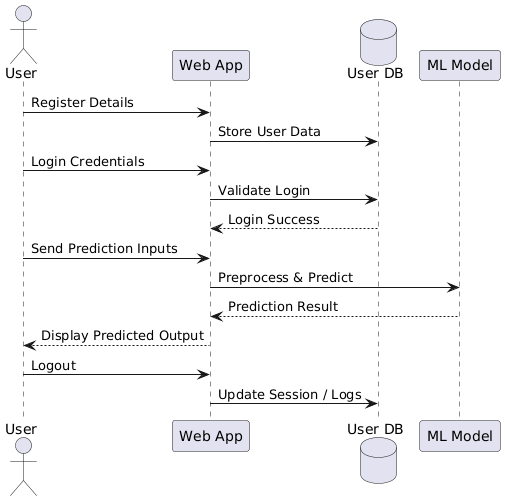 User
Web App
User DB
ML Model
Register Details
Store User Data
Login Credentials
Validate Login
Login Success
Send Prediction Inputs
Preprocess & Predict
Prediction Result
Display Predicted Output
Logout
Update Session / Logs
User
Web App
User DB
ML Model